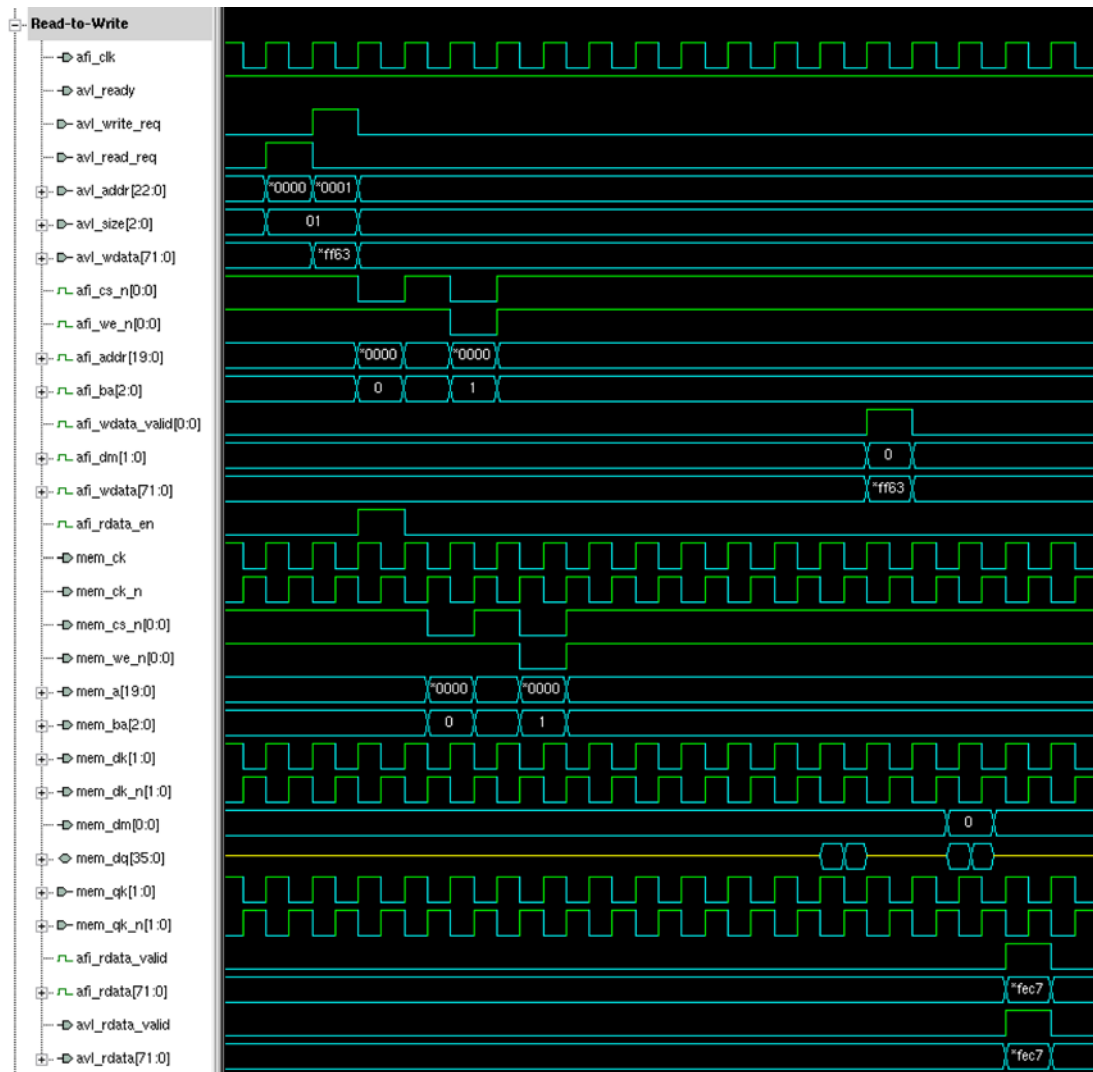 Read-to-Write
afi_clk
avl_ready
avl_write_req
avl_read_req
avl_addr[22:0] *0000 *0001
avl_size[2:0] 01
avl_wdata[71:0] *ff63
afi_cs_n[0:0]
afi_we_n[0:0]
afi_addr[19:0] *0000 *0000
afi_ba[2:0] 0 1
afi_wdata_valid[0:0]
afi_dm[1:0] 0
afi_wdata[71:0] *ff63
afi_rdata_en
mem_ck
mem_ck_n
mem_cs_n[0:0]
mem_we_n[0:0]
mem_a[19:0] *0000 *0000
mem_ba[2:0] 0 1
mem_dk[1:0]
mem_dk_n[1:0]
mem_dm[0:0] 0
mem_dq[35:0]
mem_qk[1:0]
mem_qk_n[1:0]
afi_rdata_valid
afi_rdata[71:0] *fec7
avl_rdata_valid
avl_rdata[71:0] *fec7